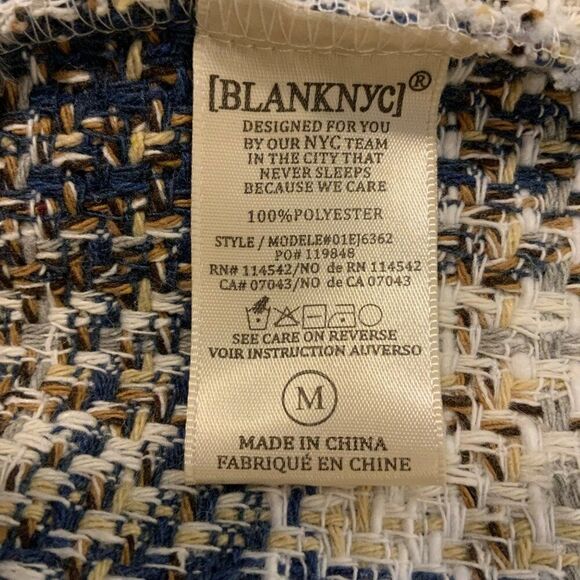 [BLANKNYC]®
DESIGNED FOR YOU
BY OUR NYC TEAM
IN THE CITY THAT
NEVER SLEEPS
BECAUSE WE CARE
100%POLYESTER
STYLE / MODELE#01EJ6362
PO# 119848
RN# 114542/NO de RN 114542
CA# 07043/NO de CA 07043
SEE CARE ON REVERSE
VOIR INSTRUCTION AUVERSO
M
MADE IN CHINA
FABRIQUÉ EN CHINE